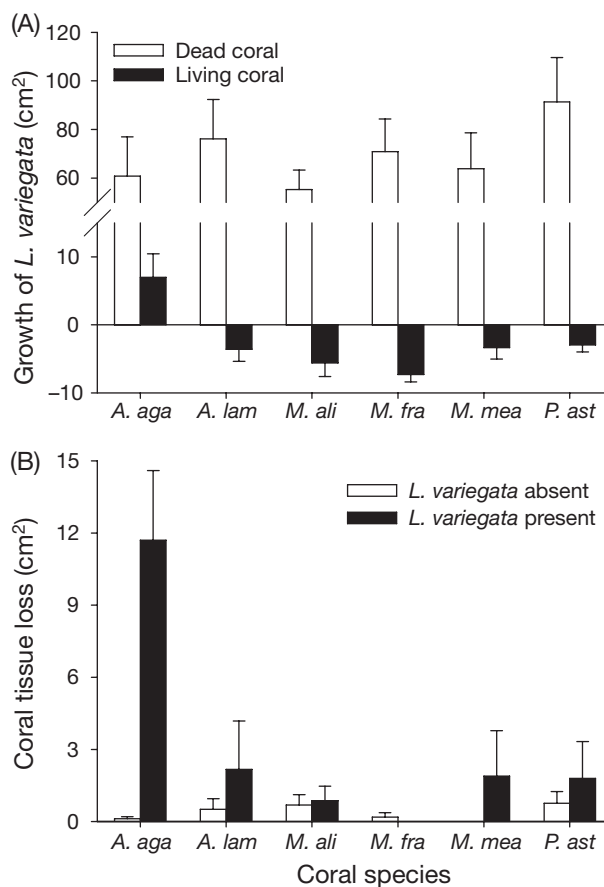 (A)
120
Dead coral
Living coral
100
80
60
10
0
−10
Growth of L. variegata (cm²)
A. aga A. lam M. ali M. fra M. mea P. ast
(B)
15
L. variegata absent
L. variegata present
12
9
6
3
0
Coral tissue loss (cm²)
A. aga A. lam M. ali M. fra M. mea P. ast
Coral species